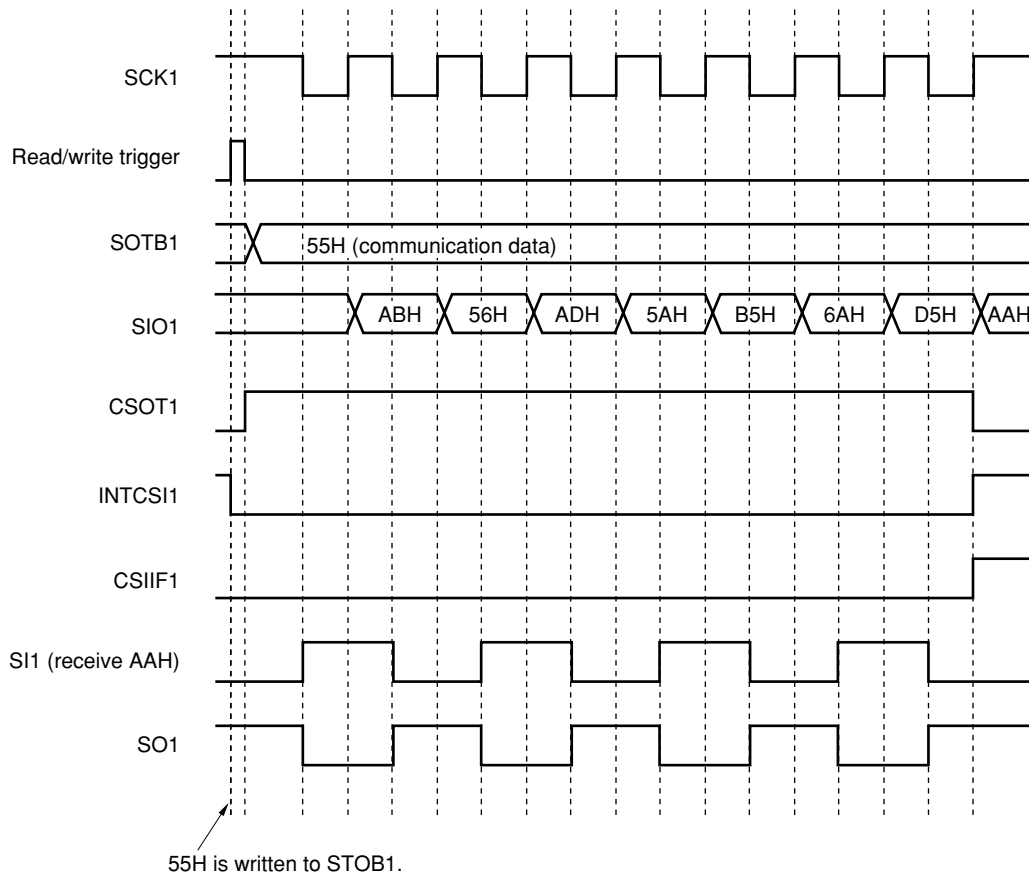 SCK1
Read/write trigger
SOTB1
55H (communication data)
SIO1
ABH 56H ADH 5AH B5H 6AH D5H AAH
CSOT1
INTCSI1
CSIIF1
SI1 (receive AAH)
SO1
55H is written to STOB1.